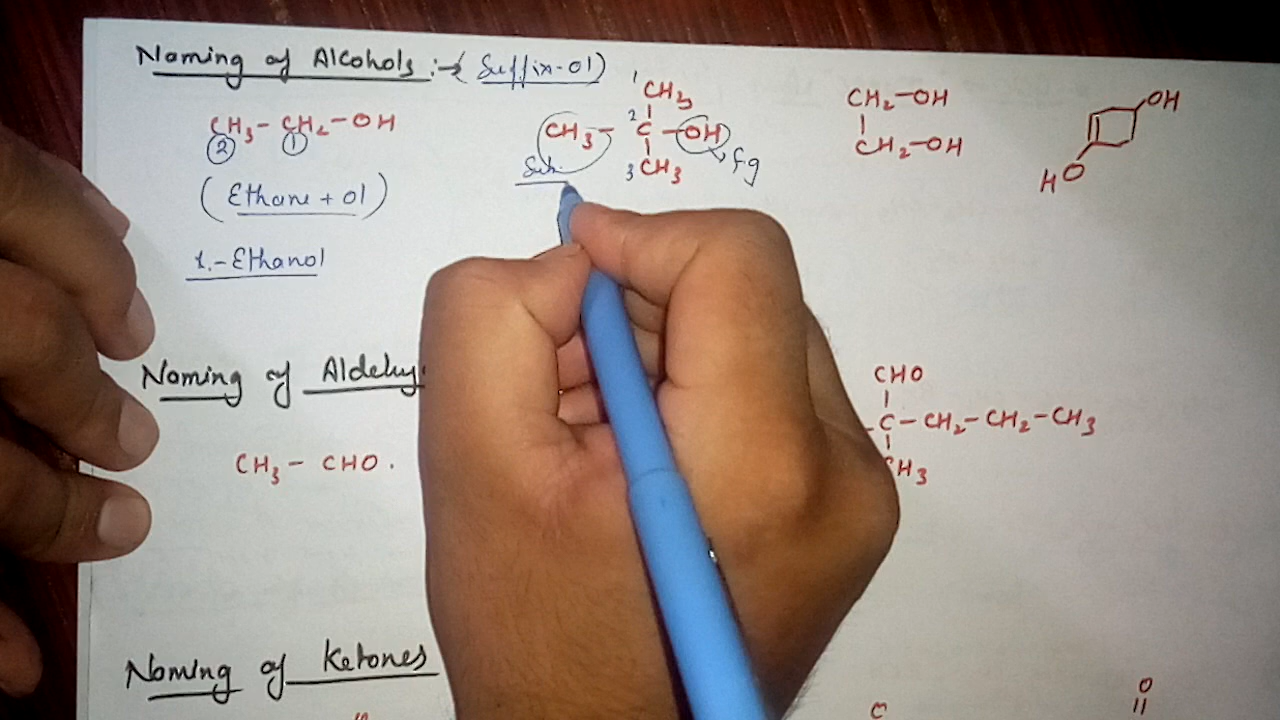 Naming of Alcohols :→ (Suffix-ol)
CH3 - CH2 - OH
2 1
(Ethane + ol)
1.-Ethanol
1 CH3
CH3 - 2 C - OH
3 CH3
Sub.
fg
CH2-OH
CH2-OH
OH
HO
Naming of Aldehy
CH3 - CHO.
CHO
- C - CH2 - CH2 - CH3
CH3
Naming of Ketones
O